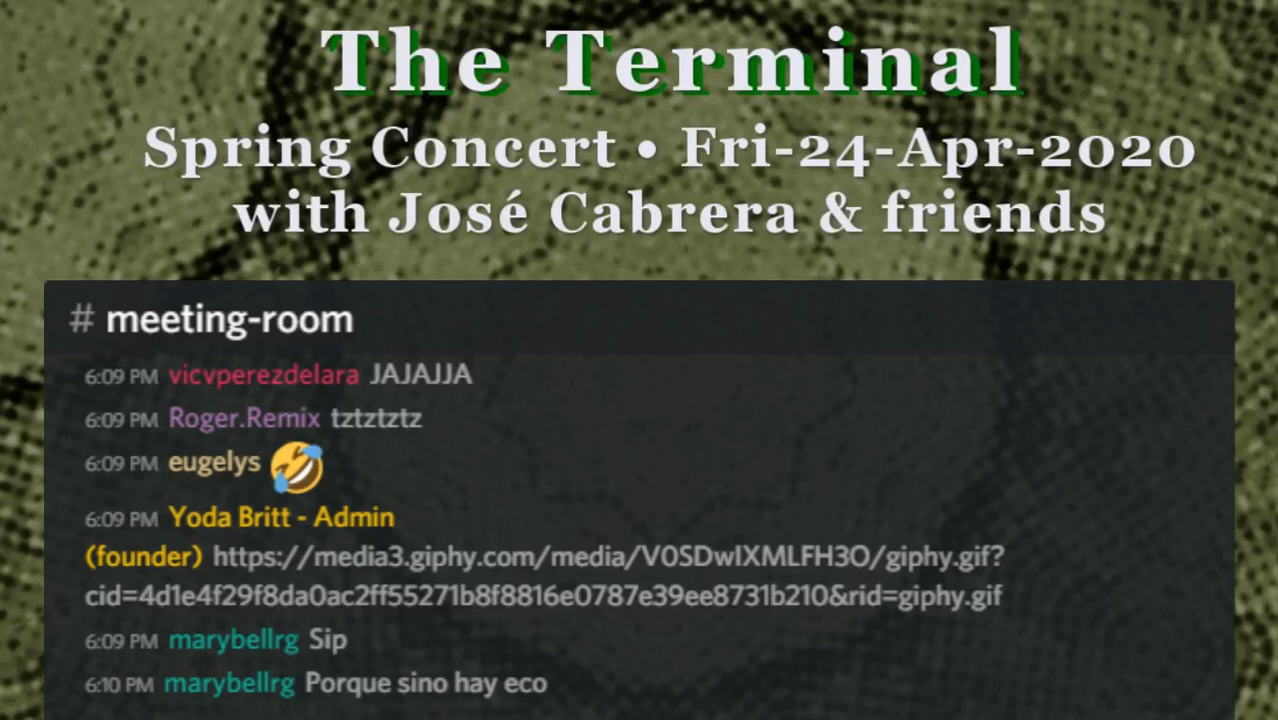 The Terminal
Spring Concert • Fri-24-Apr-2020
with José Cabrera & friends
# meeting-room
6:09 PM vicvperezdelara JAJAJJA
6:09 PM Roger.Remix tztztztz
6:09 PM eugelys 🤣
6:09 PM Yoda Britt - Admin
(founder) https://media3.giphy.com/media/V0SDwIXMLFH3O/giphy.gif?
cid=4d1e4f29f8da0ac2ff55271b8f8816e0787e39ee8731b210&rid=giphy.gif
6:09 PM marybellrg Sip
6:10 PM marybellrg Porque sino hay eco